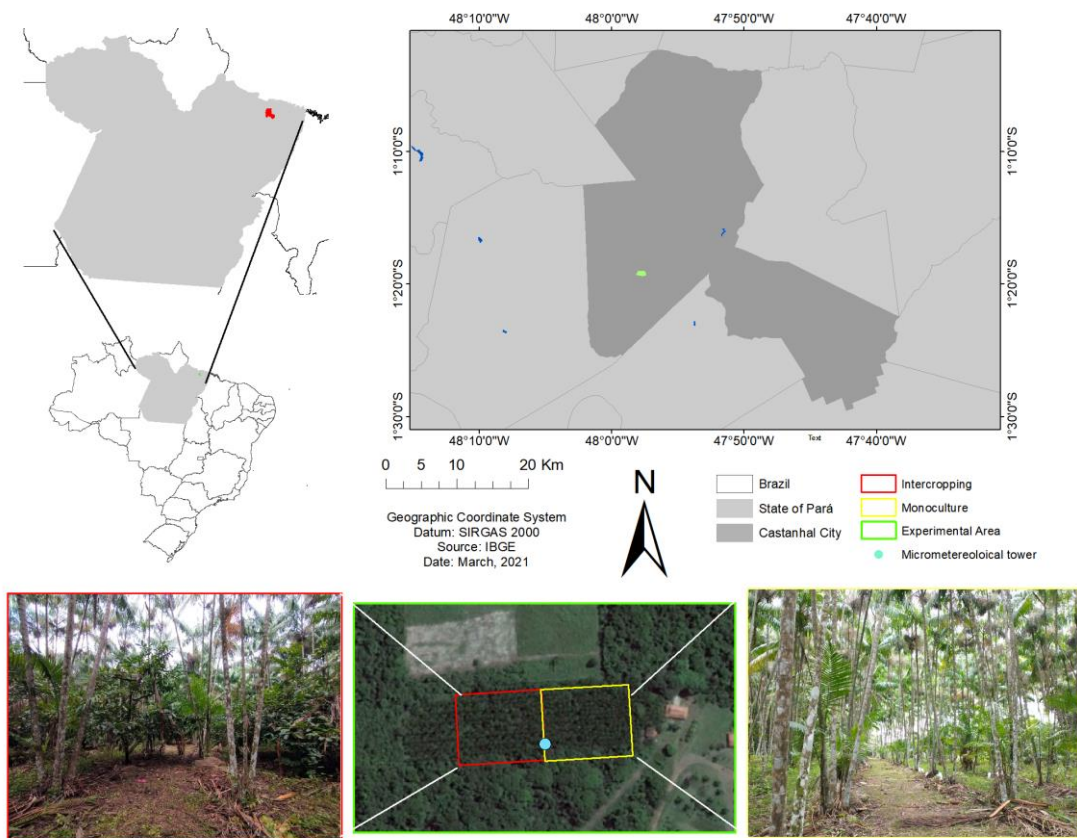 48°10'0"W 48°0'0"W 47°50'0"W 47°40'0"W
1°10'0"S 1°10'0"S
1°20'0"S 1°20'0"S
1°30'0"S 1°30'0"S
48°10'0"W 48°0'0"W 47°50'0"W 47°40'0"W
Text
0 5 10 20 Km
Geographic Coordinate System
Datum: SIRGAS 2000
Source: IBGE
Date: March, 2021
N
Brazil
State of Pará
Castanhal City
Intercropping
Monoculture
Experimental Area
Micrometereoloical tower